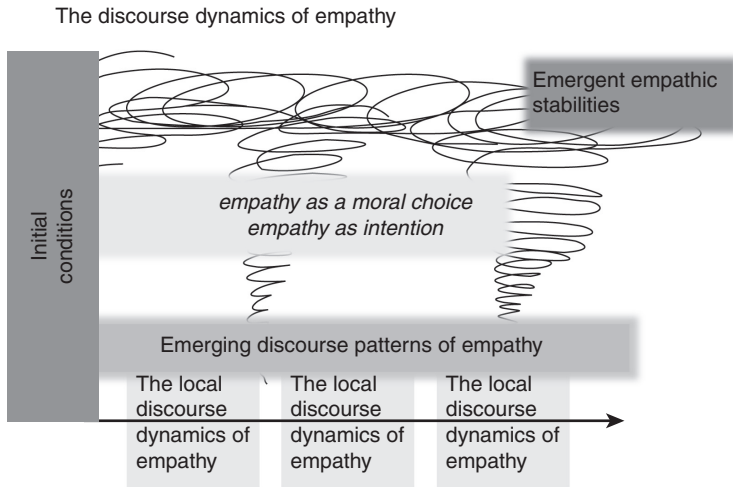 The discourse dynamics of empathy
Initial
conditions
Emergent empathic
stabilities
empathy as a moral choice
empathy as intention
Emerging discourse patterns of empathy
The local
discourse
dynamics of
empathy
The local
discourse
dynamics of
empathy
The local
discourse
dynamics of
empathy